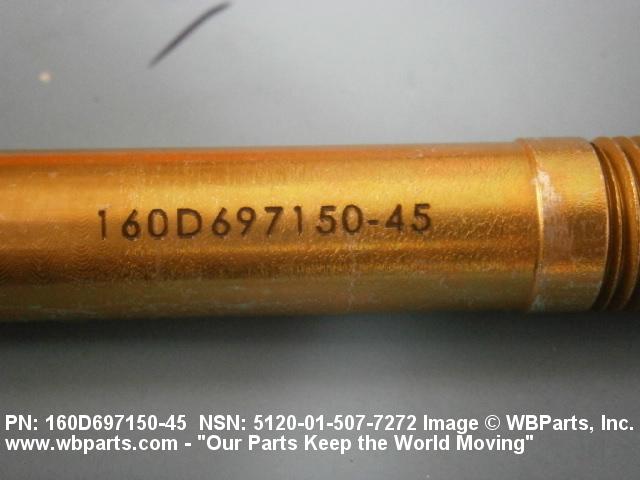 160D697150-45
PN: 160D697150-45 NSN: 5120-01-507-7272 Image © WBParts, Inc.
www.wbparts.com - "Our Parts Keep the World Moving"